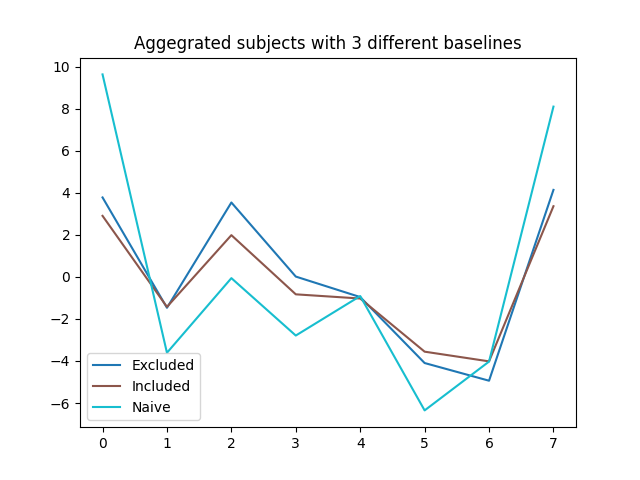 Aggegrated subjects with 3 different baselines
10
8
6
4
2
0
−2
−4
−6
Excluded
Included
Naive
0 1 2 3 4 5 6 7